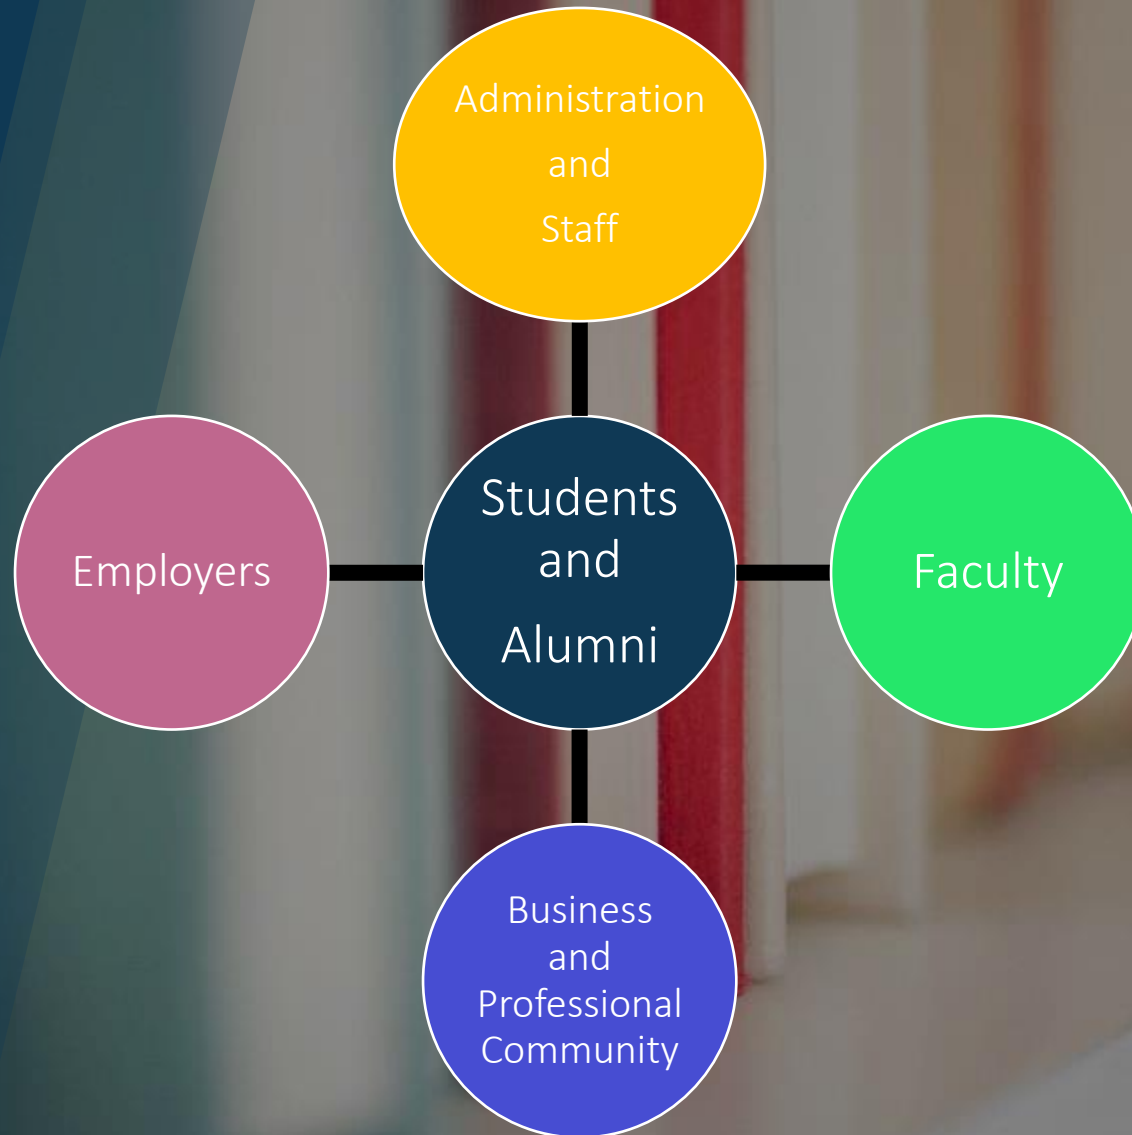 Administration
and
Staff
Employers
Students
and
Alumni
Faculty
Business
and
Professional
Community